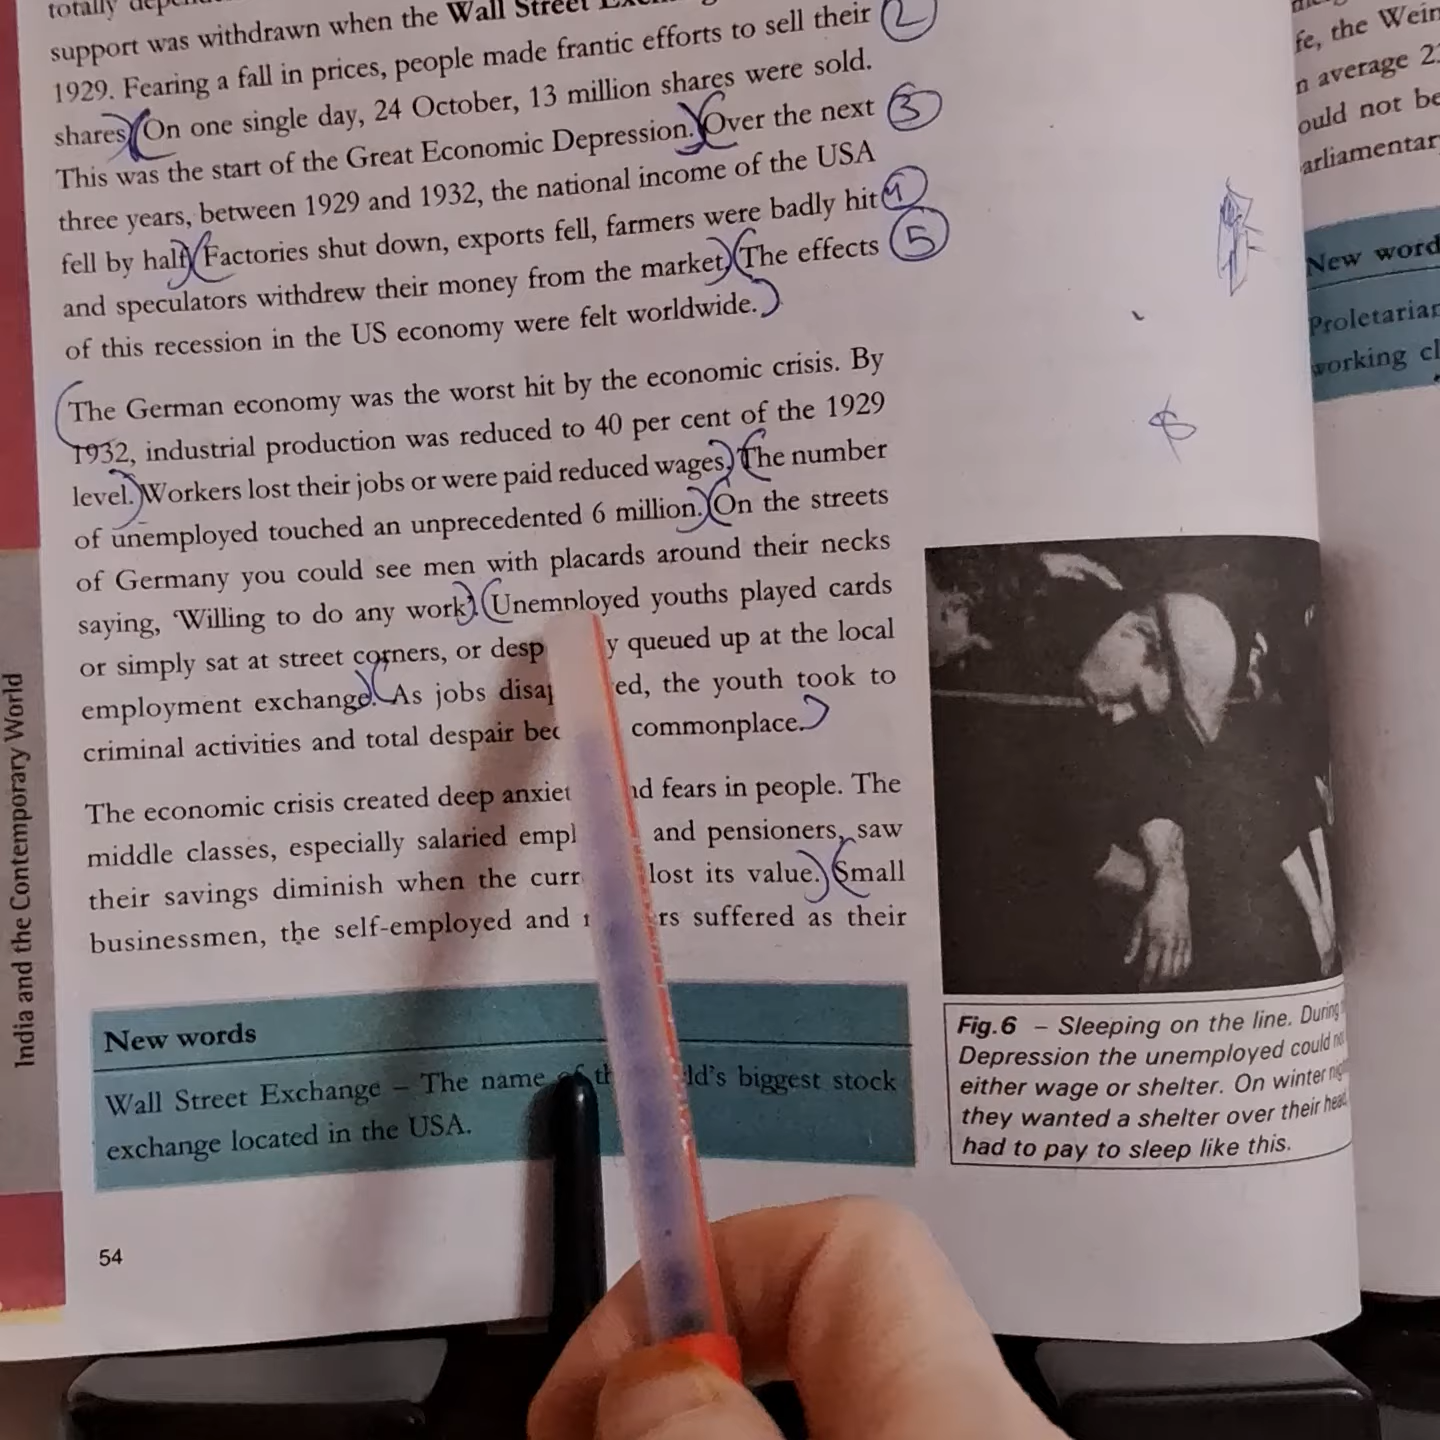 totally
support was withdrawn when the Wall Street
1929. Fearing a fall in prices, people made frantic efforts to sell their 2
shares. On one single day, 24 October, 13 million shares were sold.
This was the start of the Great Economic Depression. Over the next 3
three years, between 1929 and 1932, the national income of the USA
fell by half. Factories shut down, exports fell, farmers were badly hit 4
and speculators withdrew their money from the market. The effects 5
of this recession in the US economy were felt worldwide.
The German economy was the worst hit by the economic crisis. By
1932, industrial production was reduced to 40 per cent of the 1929
level. Workers lost their jobs or were paid reduced wages. The number
of unemployed touched an unprecedented 6 million. On the streets
of Germany you could see men with placards around their necks
saying, ‘Willing to do any work’. Unemployed youths played cards
or simply sat at street corners, or desp y queued up at the local
employment exchange. As jobs disap ed, the youth took to
criminal activities and total despair bec commonplace.
The economic crisis created deep anxiet nd fears in people. The
middle classes, especially salaried empl and pensioners, saw
their savings diminish when the curr lost its value. Small
businessmen, the self-employed and r rs suffered as their
New words
Wall Street Exchange – The name of th ld’s biggest stock
exchange located in the USA.
54
India and the Contemporary World
Fig.6 – Sleeping on the line. During
Depression the unemployed could
either wage or shelter. On winter
they wanted a shelter over their
had to pay to sleep like this.
fe, the
n average
ould not be
arliamentary
New word
Proletarian
working